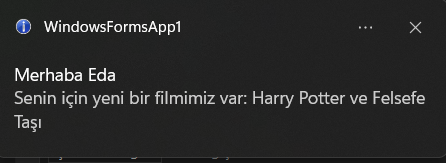 WindowsFormsApp1
Merhaba Eda
Senin için yeni bir filmimiz var: Harry Potter ve Felsefe
Taşı